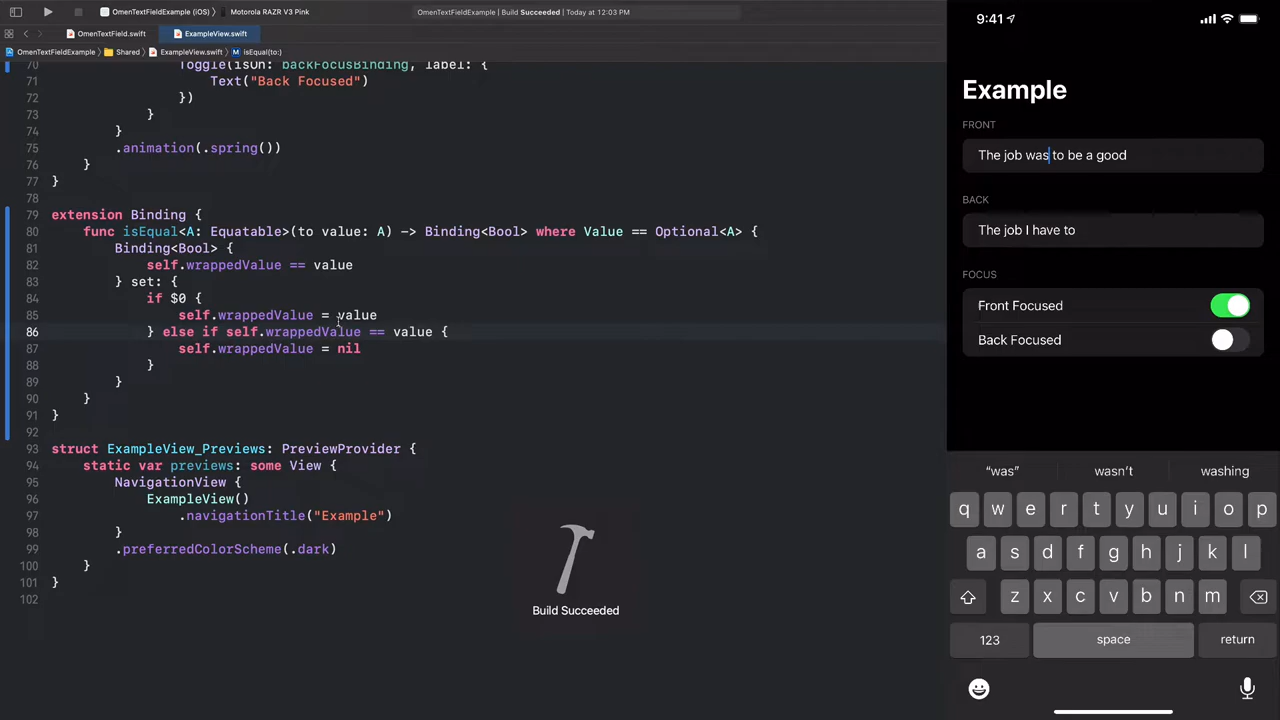 OmenTextFieldExample (iOS) › Motorola RAZR V3 Pink
OmenTextFieldExample | Build Succeeded | Today at 12:03 PM
OmenTextField.swift
ExampleView.swift
OmenTextFieldExample › Shared › ExampleView.swift › M isEqual(to:)
70 Toggle(isOn: backFocusBinding, label: {
71 Text("Back Focused")
72 })
73 }
74 }
75 .animation(.spring())
76 }
77 }
78
79 extension Binding {
80 func isEqual<A: Equatable>(to value: A) -> Binding<Bool> where Value == Optional<A> {
81 Binding<Bool> {
82 self.wrappedValue == value
83 } set: {
84 if $0 {
85 self.wrappedValue = value
86 } else if self.wrappedValue == value {
87 self.wrappedValue = nil
88 }
89 }
90 }
91 }
92
93 struct ExampleView_Previews: PreviewProvider {
94 static var previews: some View {
95 NavigationView {
96 ExampleView()
97 .navigationTitle("Example")
98 }
99 .preferredColorScheme(.dark)
100 }
101 }
102
Build Succeeded
9:41
Example
FRONT
The job was to be a good
BACK
The job I have to
FOCUS
Front Focused
Back Focused
“was” wasn’t washing
q w e r t y u i o p
a s d f g h j k l
z x c v b n m
123 space return